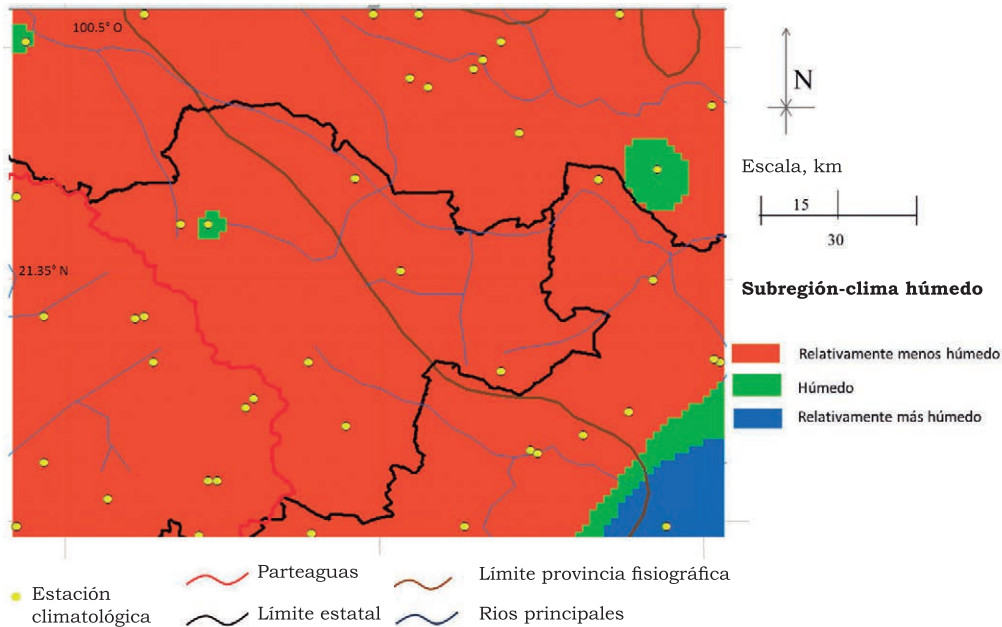 100.5° O
N
Escala, km
15
30
21.35° N
Subregión-clima húmedo
Relativamente menos húmedo
Húmedo
Relativamente más húmedo
Estación
climatológica
Parteaguas
Límite estatal
Límite provincia fisiográfica
Rios principales